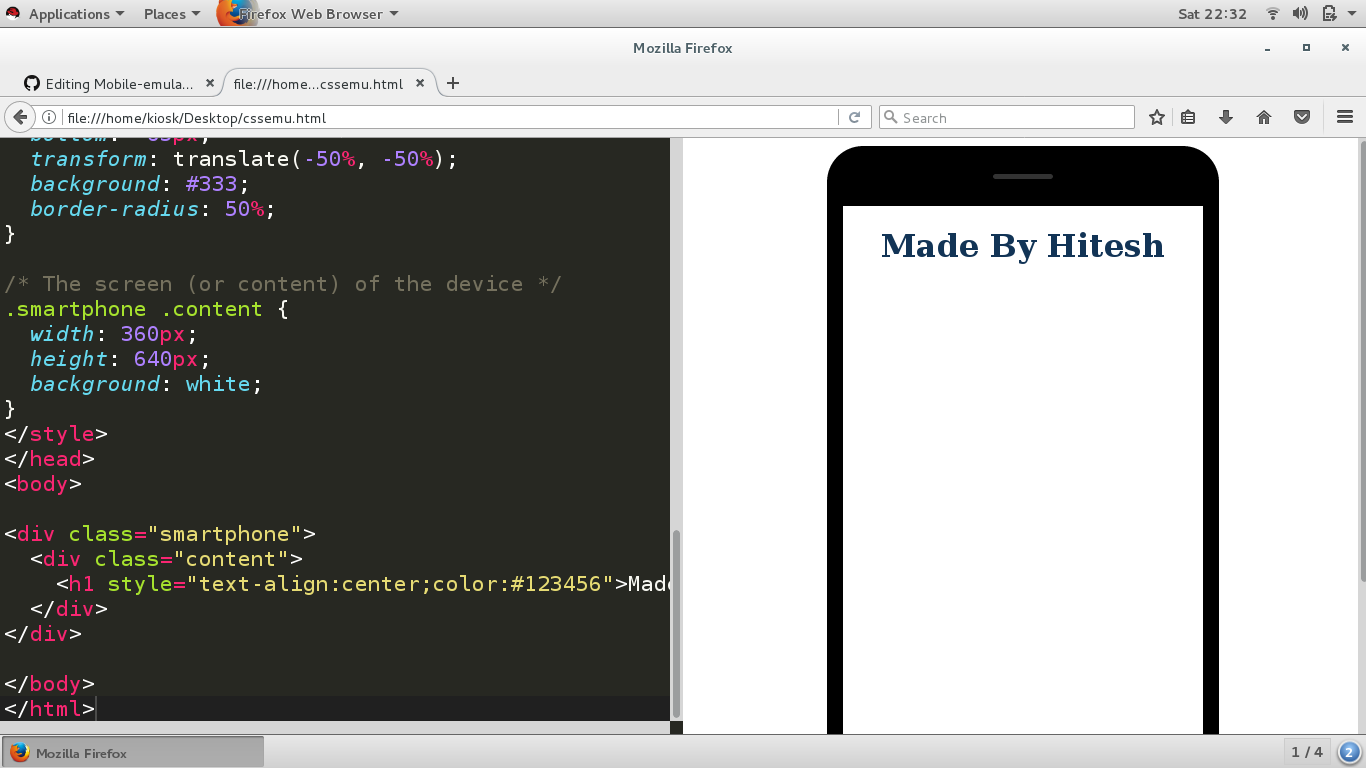 Applications Places Firefox Web Browser Sat 22:32
Mozilla Firefox
Editing Mobile-emula... file:///home...cssemu.html
file:///home/kiosk/Desktop/cssemu.html Search
transform: translate(-50%, -50%);
background: #333;
border-radius: 50%;
}
/* The screen (or content) of the device */
.smartphone .content {
width: 360px;
height: 640px;
background: white;
}
</style>
</head>
<body>
<div class="smartphone">
<div class="content">
<h1 style="text-align:center;color:#123456">Made
</div>
</div>
</body>
</html>
Made By Hitesh
Mozilla Firefox 1 / 4 2